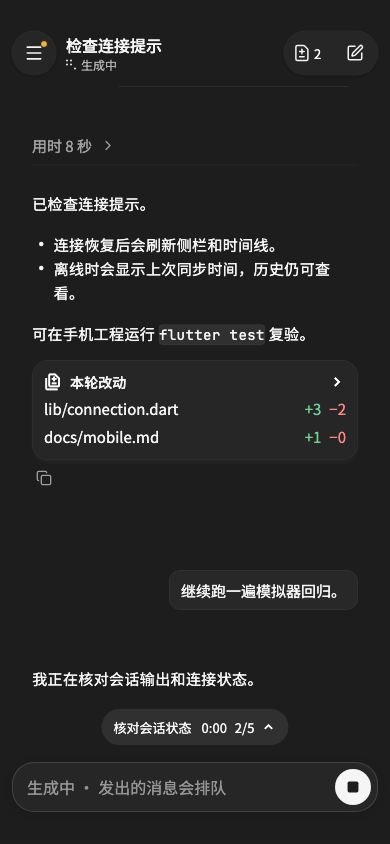 检查连接提示
生成中
2
用时 8 秒
已检查连接提示。
• 连接恢复后会刷新侧栏和时间线。
• 离线时会显示上次同步时间，历史仍可查
看。
可在手机工程运行 flutter test 复验。
本轮改动
lib/connection.dart +3 −2
docs/mobile.md +1 −0
继续跑一遍模拟器回归。
我正在核对会话输出和连接状态。
核对会话状态 0:00 2/5
生成中 • 发出的消息会排队